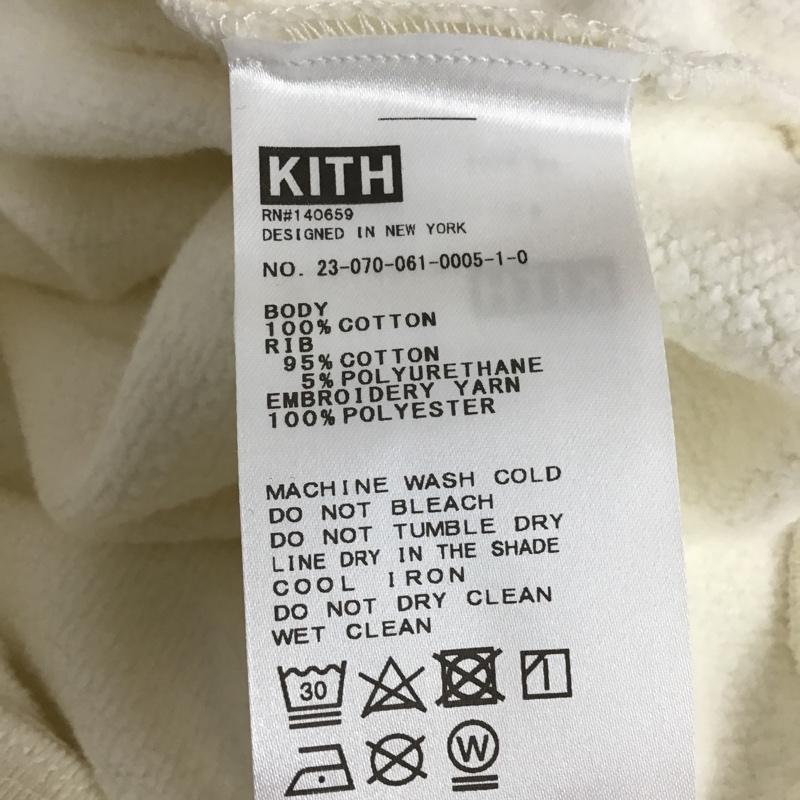 KITH
RN#140659
DESIGNED IN NEW YORK
NO. 23-070-061-0005-1-0
BODY
100% COTTON
RIB
95% COTTON
5% POLYURETHANE
EMBROIDERY YARN
100% POLYESTER
MACHINE WASH COLD
DO NOT BLEACH
DO NOT TUMBLE DRY
LINE DRY IN THE SHADE
COOL IRON
DO NOT DRY CLEAN
WET CLEAN
30
W